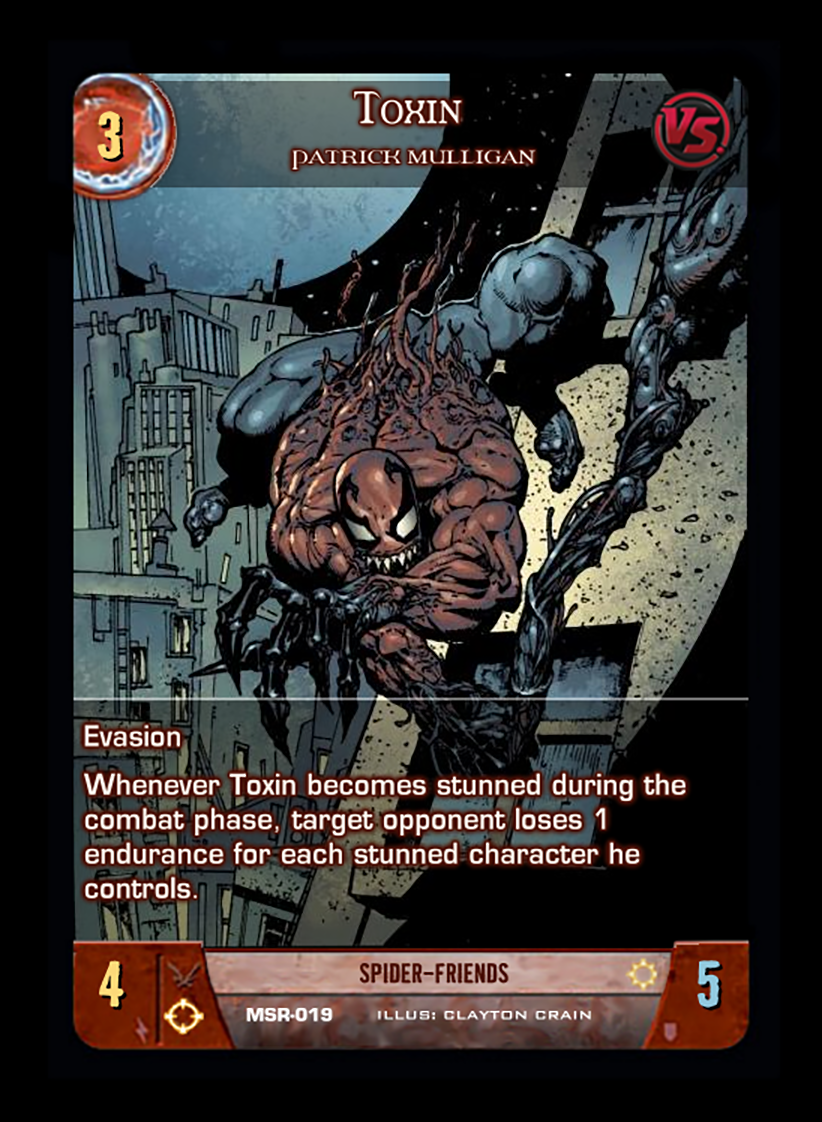 3
Toxin
VS.
Patrick Mulligan
Evasion
Whenever Toxin becomes stunned during the
combat phase, target opponent loses 1
endurance for each stunned character he
controls.
4
SPIDER-FRIENDS
5
MSR-019 ILLUS: CLAYTON CRAIN